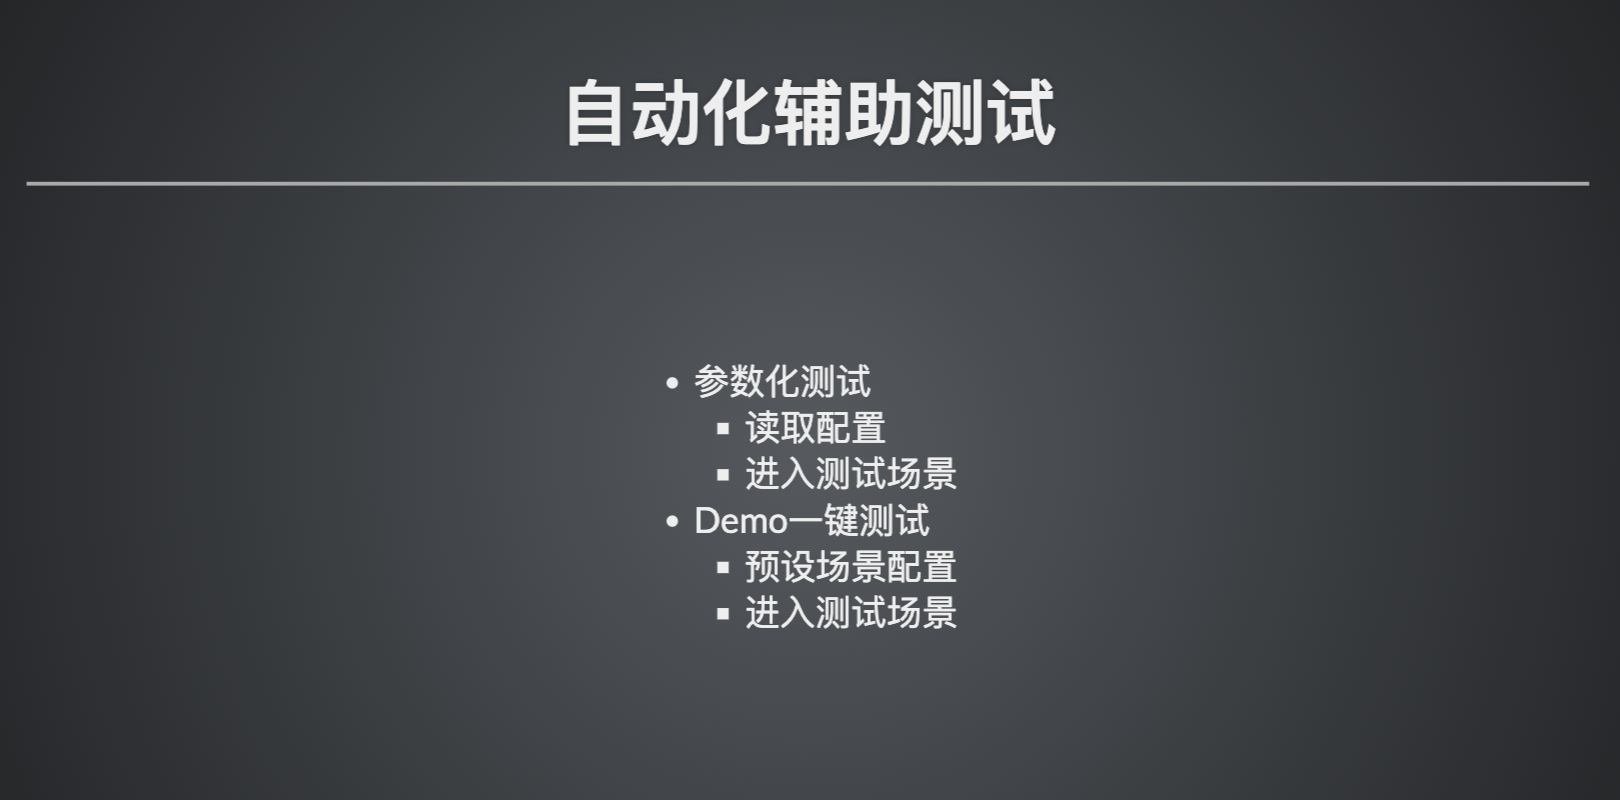 自动化辅助测试
参数化测试
读取配置
进入测试场景
Demo一键测试
预设场景配置
进入测试场景